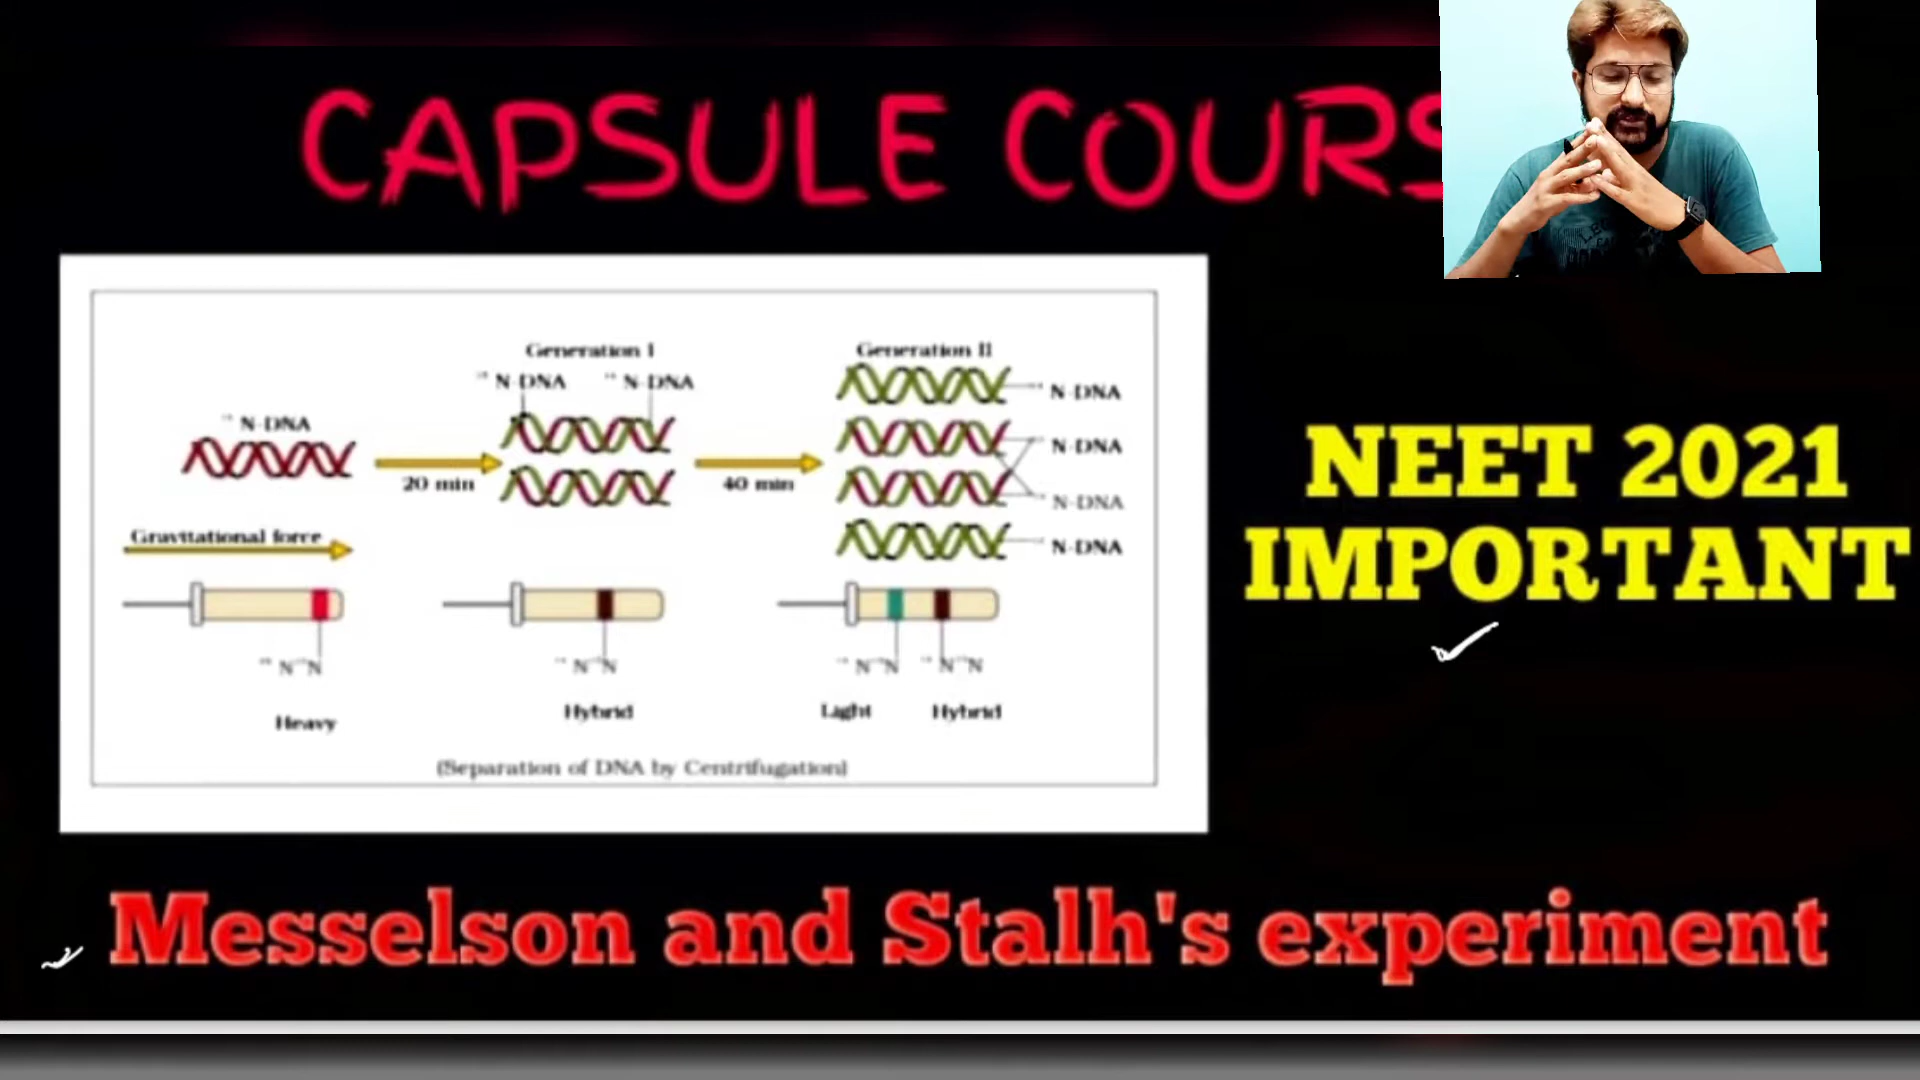 CAPSULE COURS
Generation I
Generation II
N-DNA
N-DNA
N-DNA
N-DNA
N-DNA
N-DNA
N-DNA
20 min
40 min
Gravitational force
N N
N N
N N
N N
Heavy
Hybrid
Light
Hybrid
(Separation of DNA by Centrifugation)
NEET 2021
IMPORTANT
Messelson and Stalh's experiment